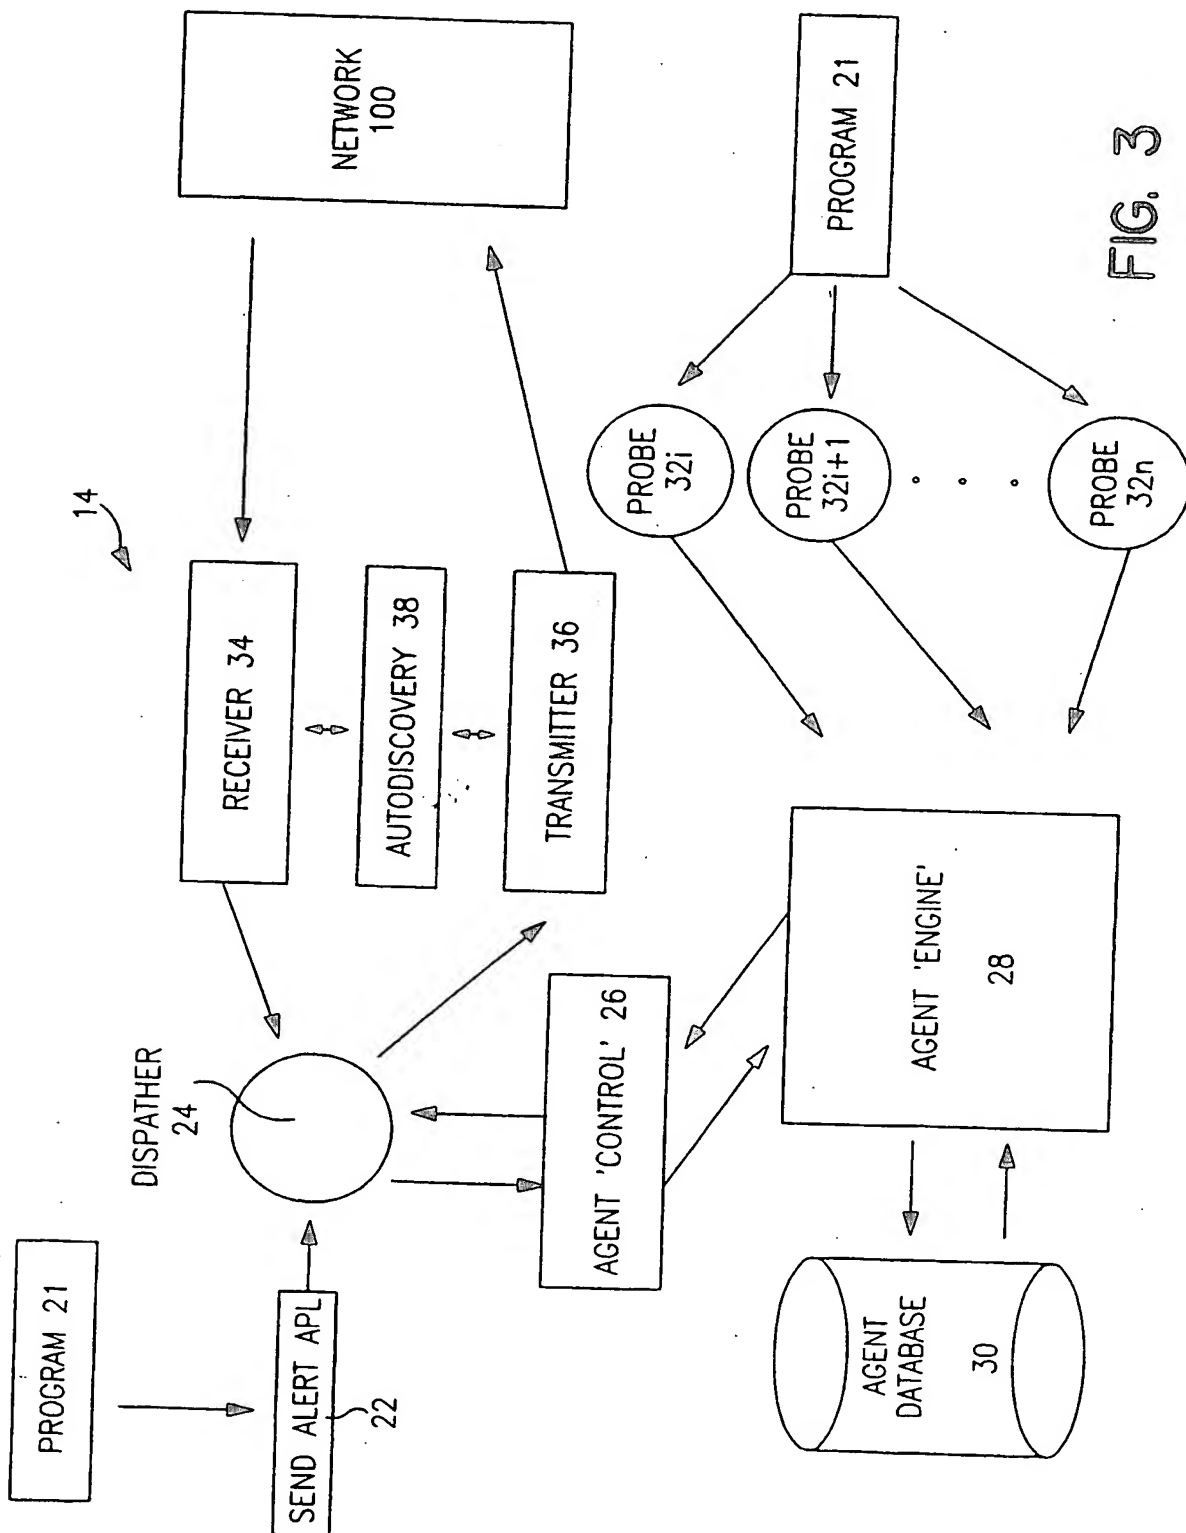 PROGRAM 21
SEND ALERT APL
22
DISPATHER
24
RECEIVER 34
14
NETWORK
100
AUTODISCOVERY 38
TRANSMITTER 36
AGENT 'CONTROL' 26
AGENT
DATABASE
30
AGENT 'ENGINE'
28
PROBE
32i
PROBE
32i+1
PROBE
32n
PROGRAM 21
FIG. 3